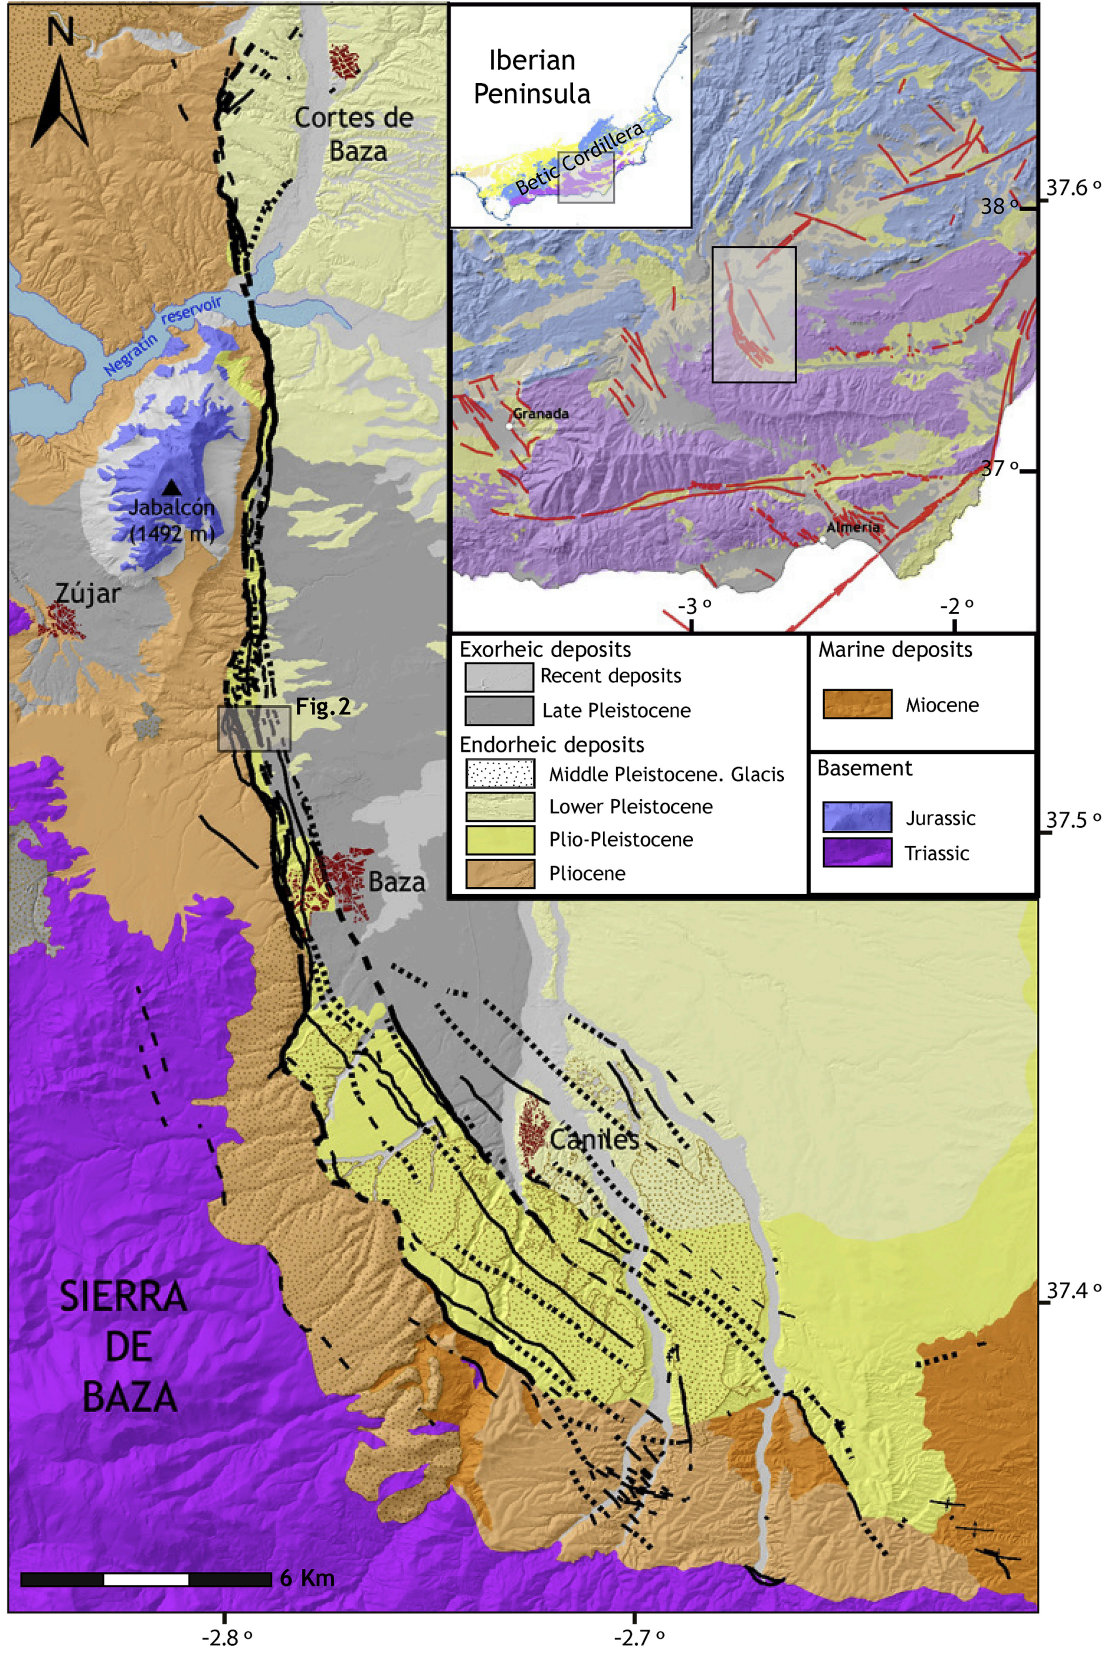 N
Cortes de
Baza
Negratín reservoir
Jabalcón
(1492 m)
Zújar
Fig.2
Baza
Caniles
SIERRA
DE
BAZA
6 Km
-2.8 º
-2.7 º
37.6 º
37.5 º
37.4 º
Iberian
Peninsula
Betic Cordillera
38 º
37 º
-3 º
-2 º
Granada
Almería
Exorheic deposits
Recent deposits
Late Pleistocene
Endorheic deposits
Middle Pleistocene. Glacis
Lower Pleistocene
Plio-Pleistocene
Pliocene
Marine deposits
Miocene
Basement
Jurassic
Triassic